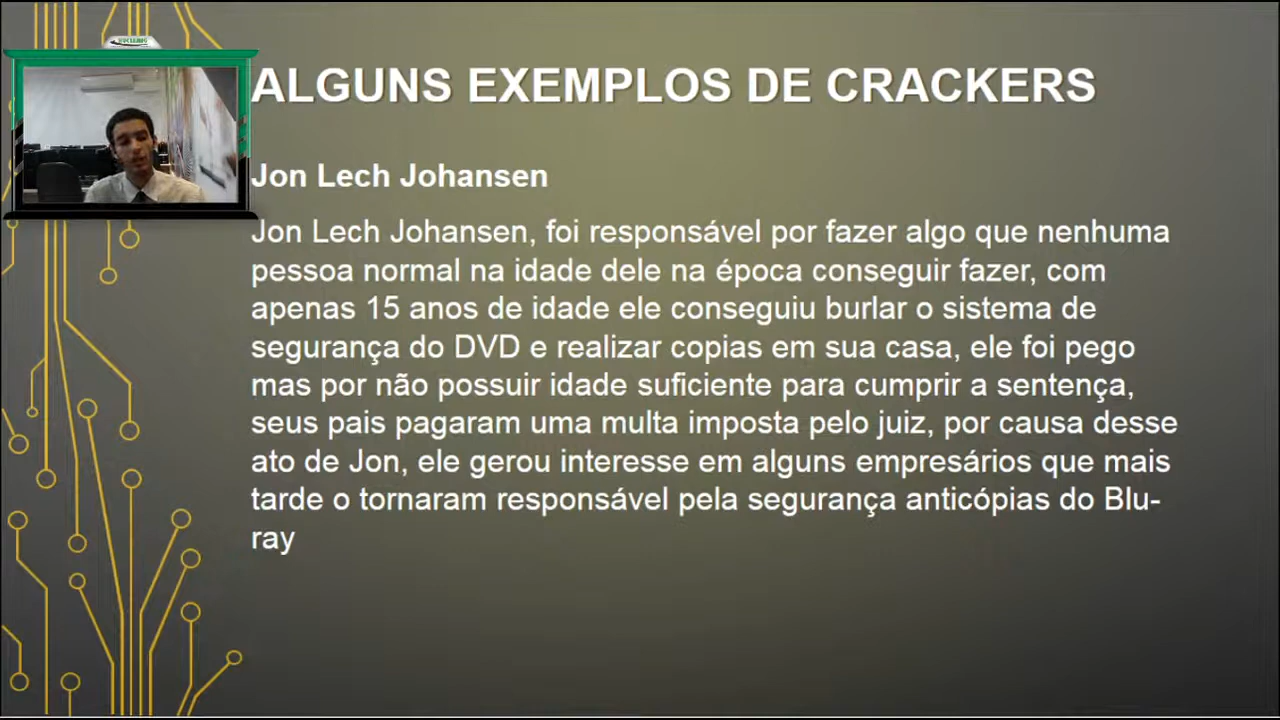 ALGUNS EXEMPLOS DE CRACKERS
Jon Lech Johansen
Jon Lech Johansen, foi responsável por fazer algo que nenhuma
pessoa normal na idade dele na época conseguir fazer, com
apenas 15 anos de idade ele conseguiu burlar o sistema de
segurança do DVD e realizar copias em sua casa, ele foi pego
mas por não possuir idade suficiente para cumprir a sentença,
seus pais pagaram uma multa imposta pelo juiz, por causa desse
ato de Jon, ele gerou interesse em alguns empresários que mais
tarde o tornaram responsável pela segurança anticópias do Blu-
ray